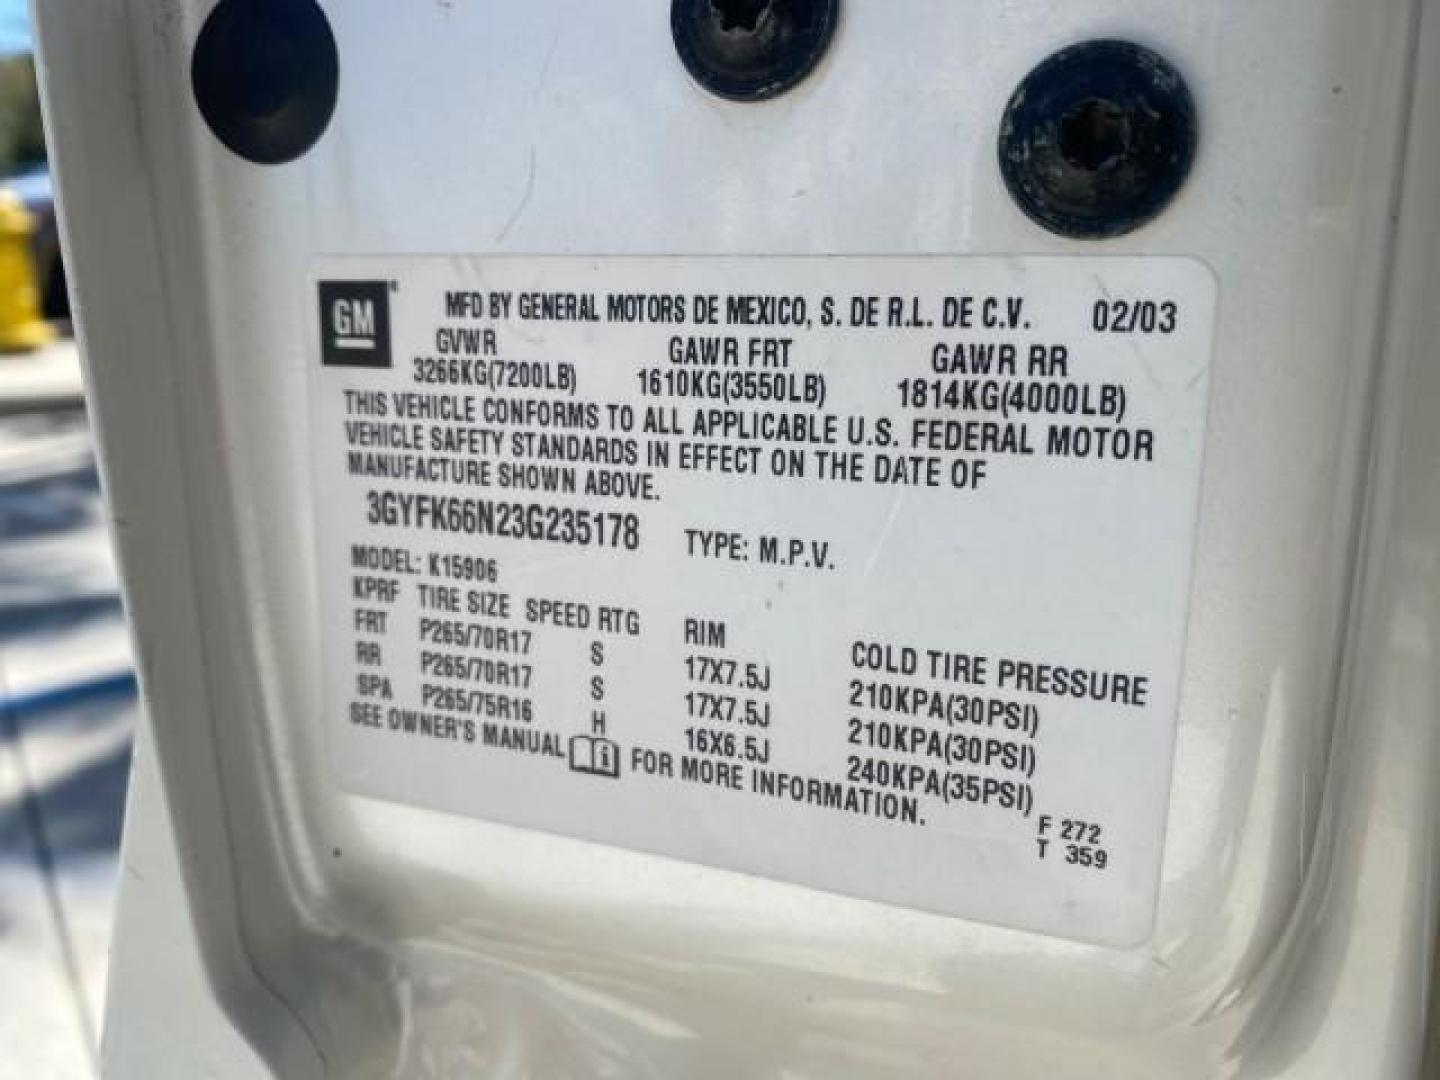 GM® MFD BY GENERAL MOTORS DE MEXICO, S. DE R.L. DE C.V. 02/03
GVWR GAWR FRT GAWR RR
3266KG(7200LB) 1610KG(3550LB) 1814KG(4000LB)
THIS VEHICLE CONFORMS TO ALL APPLICABLE U.S. FEDERAL MOTOR
VEHICLE SAFETY STANDARDS IN EFFECT ON THE DATE OF
MANUFACTURE SHOWN ABOVE.
3GYFK66N23G235178 TYPE: M.P.V.
MODEL: K15906
KPRF TIRE SIZE SPEED RTG RIM COLD TIRE PRESSURE
FRT P265/70R17 S 17X7.5J 210KPA(30PSI)
RR P265/70R17 S 17X7.5J 210KPA(30PSI)
SPA P265/75R16 H 16X6.5J 240KPA(35PSI)
SEE OWNER'S MANUAL i FOR MORE INFORMATION.
F 272
T 359